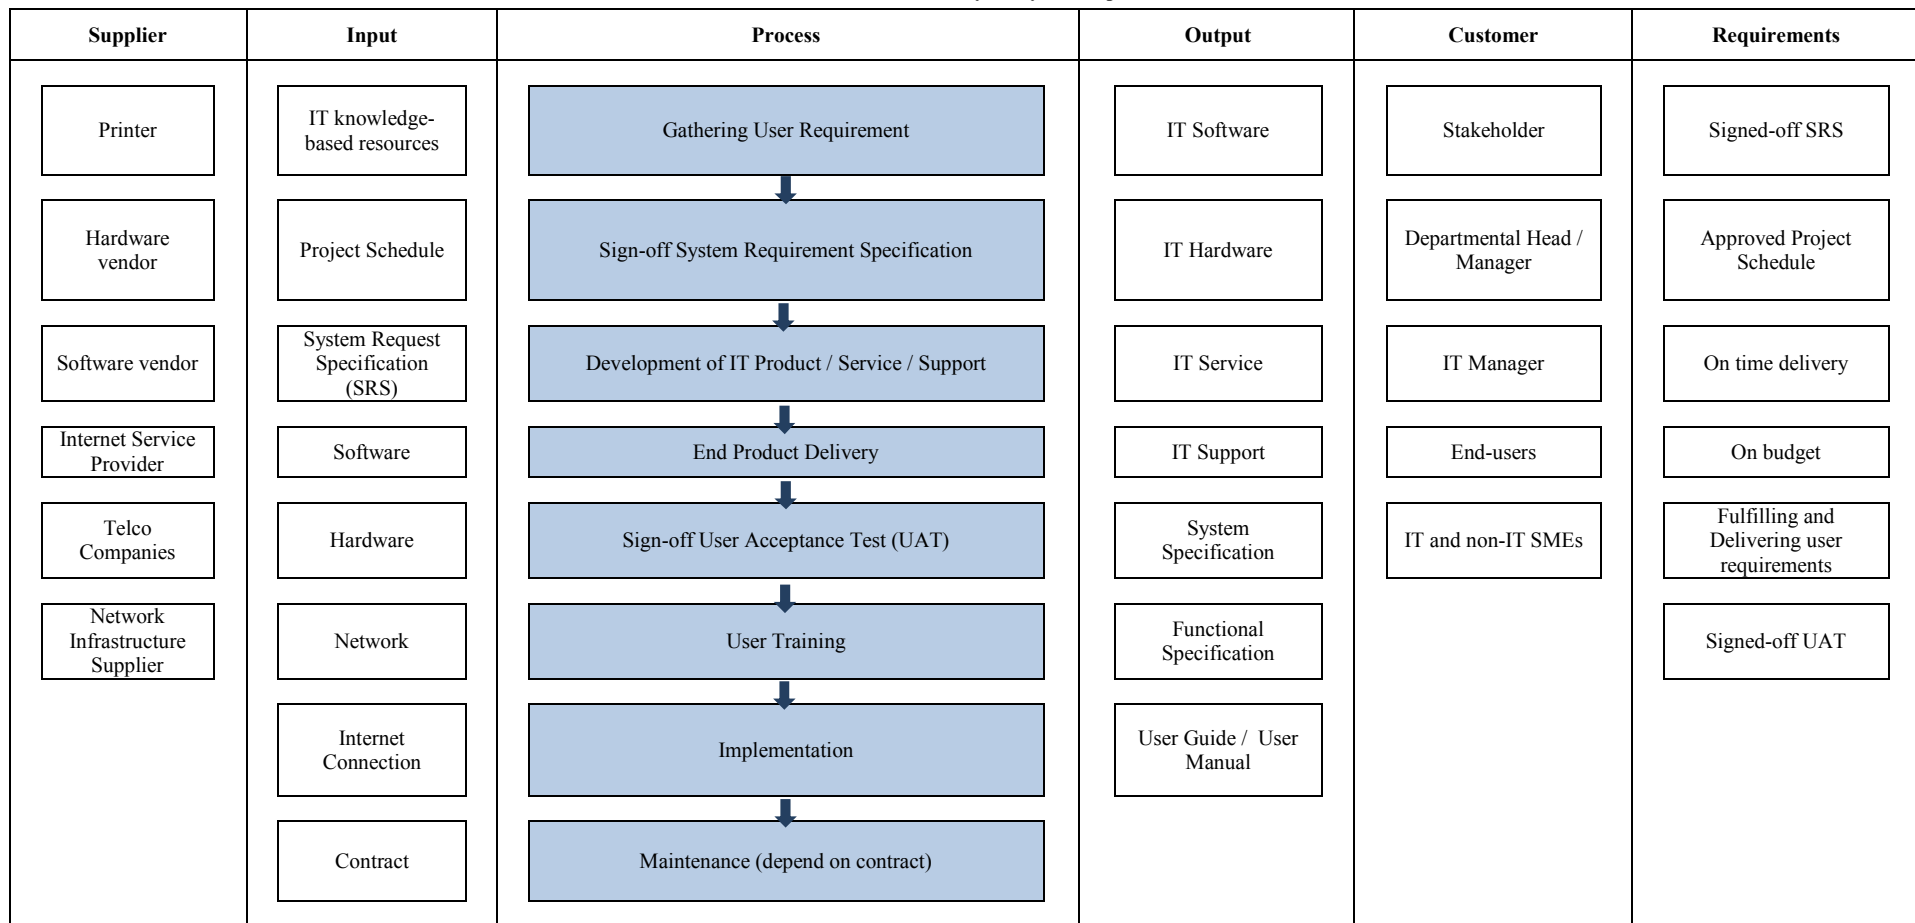 Supplier
Input
Process
Output
Customer
Requirements
Printer
IT knowledge-
based resources
Gathering User Requirement
IT Software
Stakeholder
Signed-off SRS
Hardware
vendor
Project Schedule
Sign-off System Requirement Specification
IT Hardware
Departmental Head /
Manager
Approved Project
Schedule
Software vendor
System Request
Specification
(SRS)
Development of IT Product / Service / Support
IT Service
IT Manager
On time delivery
Internet Service
Provider
Software
End Product Delivery
IT Support
End-users
On budget
Telco
Companies
Hardware
Sign-off User Acceptance Test (UAT)
System
Specification
IT and non-IT SMEs
Fulfilling and
Delivering user
requirements
Network
Infrastructure
Supplier
Network
User Training
Functional
Specification
Signed-off UAT
Internet
Connection
Implementation
User Guide / User
Manual
Contract
Maintenance (depend on contract)